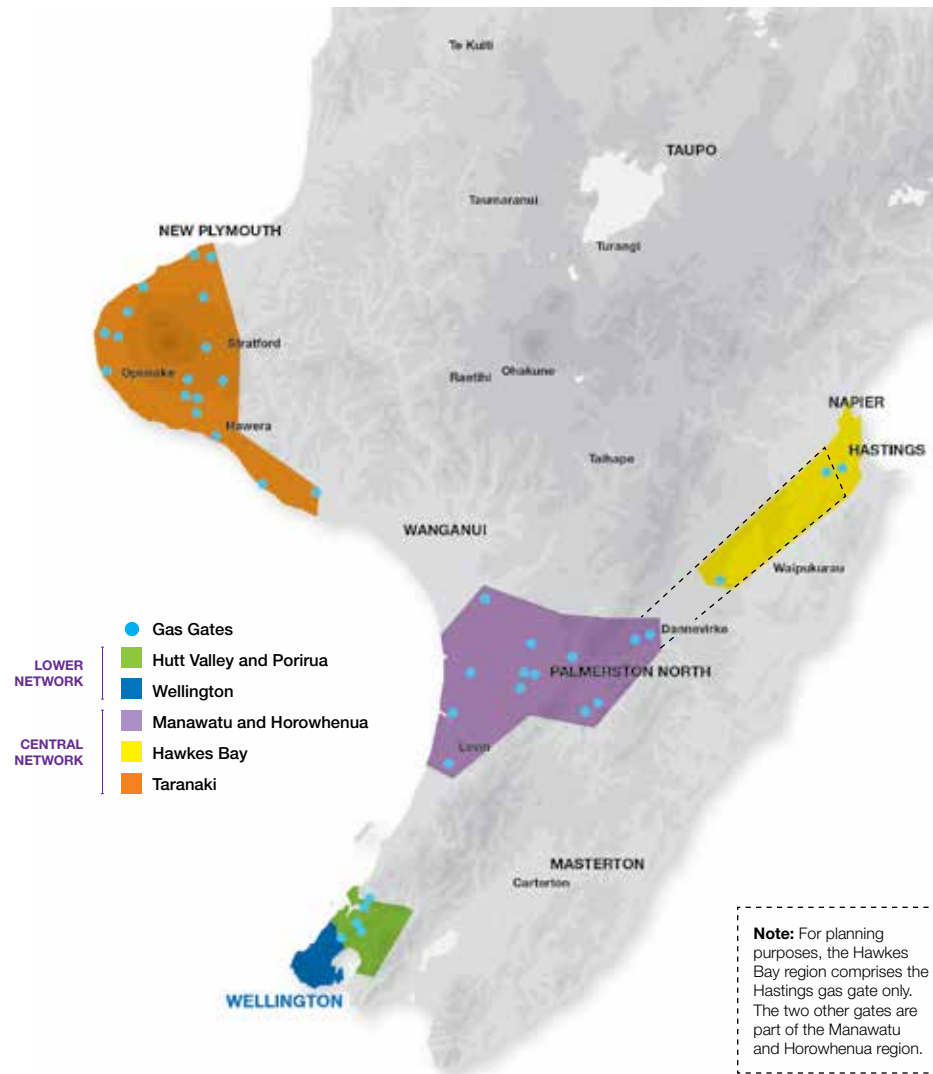 Te Kuiti
TAUPO
Taumaranui
NEW PLYMOUTH
Turangi
Stratford
Opunake
Raetihi
Ohakune
NAPIER
Hawera
HASTINGS
Taihape
WANGANUI
Waipukurau
Gas Gates
Dannevirke
LOWER
NETWORK
Hutt Valley and Porirua
Wellington
PALMERSTON NORTH
Manawatu and Horowhenua
CENTRAL
NETWORK
Hawkes Bay
Taranaki
Levin
MASTERTON
Carterton
WELLINGTON
Note: For planning
purposes, the Hawkes
Bay region comprises the
Hastings gas gate only.
The two other gates are
part of the Manawatu
and Horowhenua region.